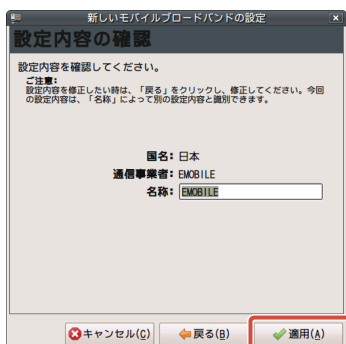 新しいモバイルブロードバンドの設定
設定内容の確認
設定内容を確認してください。
ご注意:
設定内容を修正したい時は、「戻る」をクリックし、修正してください。今回
の設定内容は、「名称」によって別の設定内容と識別できます。
国名: 日本
通信事業者: EMOBILE
名称: EMOBILE
キャンセル(C) 戻る(B) 適用(A)